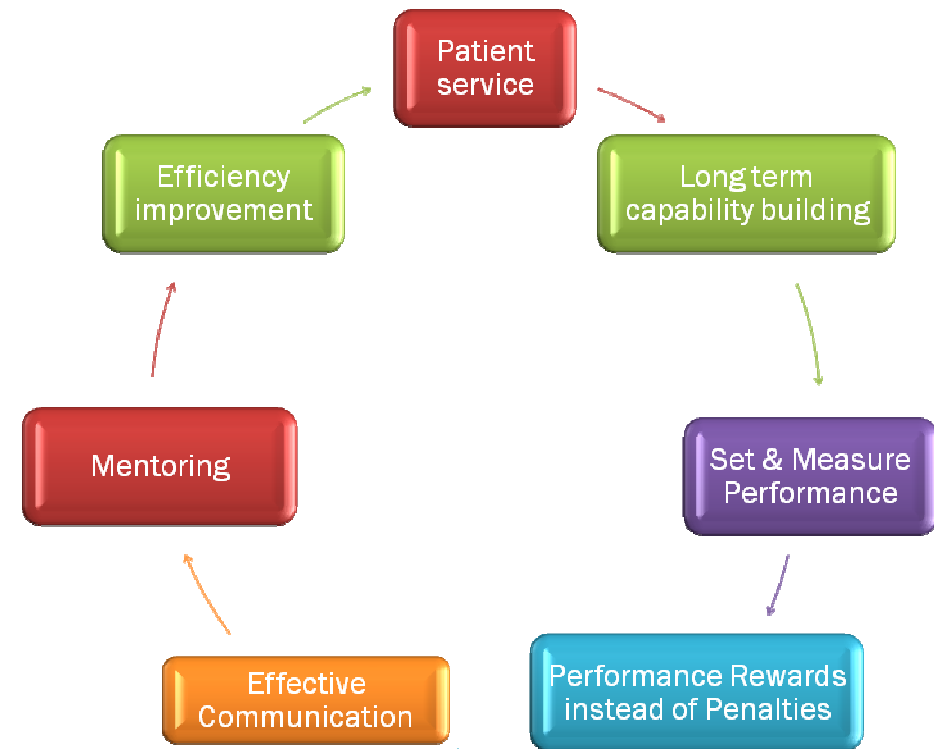 Patient
service
Long term
capability building
Set & Measure
Performance
Performance Rewards
instead of Penalties
Effective
Communication
Mentoring
Efficiency
improvement